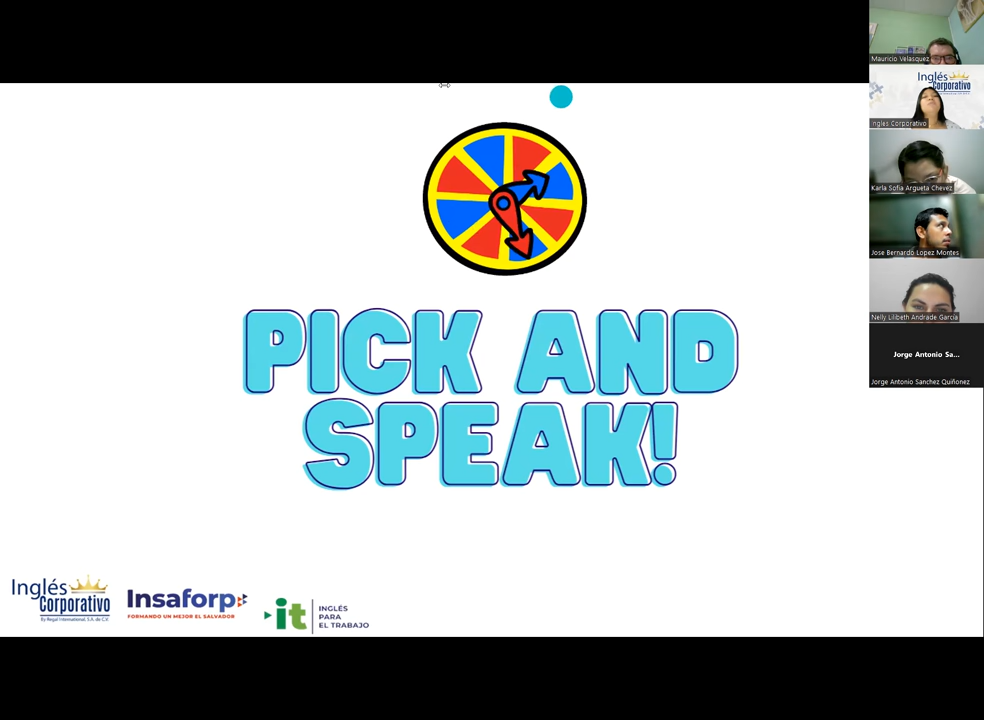 PICK AND
SPEAK!
Inglés
Corporativo
By Regal International, S.A. de C.V.
Insaforp
FORMANDO UN MEJOR EL SALVADOR
it
INGLÉS
PARA
EL TRABAJO
Mauricio Velasquez
Inglés
Corporativo
Ingles Corporativo
Karla Sofia Argueta Chevez
Jose Bernardo Lopez Montes
Nelly Lilibeth Andrade García
Jorge Antonio Sa...
Jorge Antonio Sanchez Quiñonez